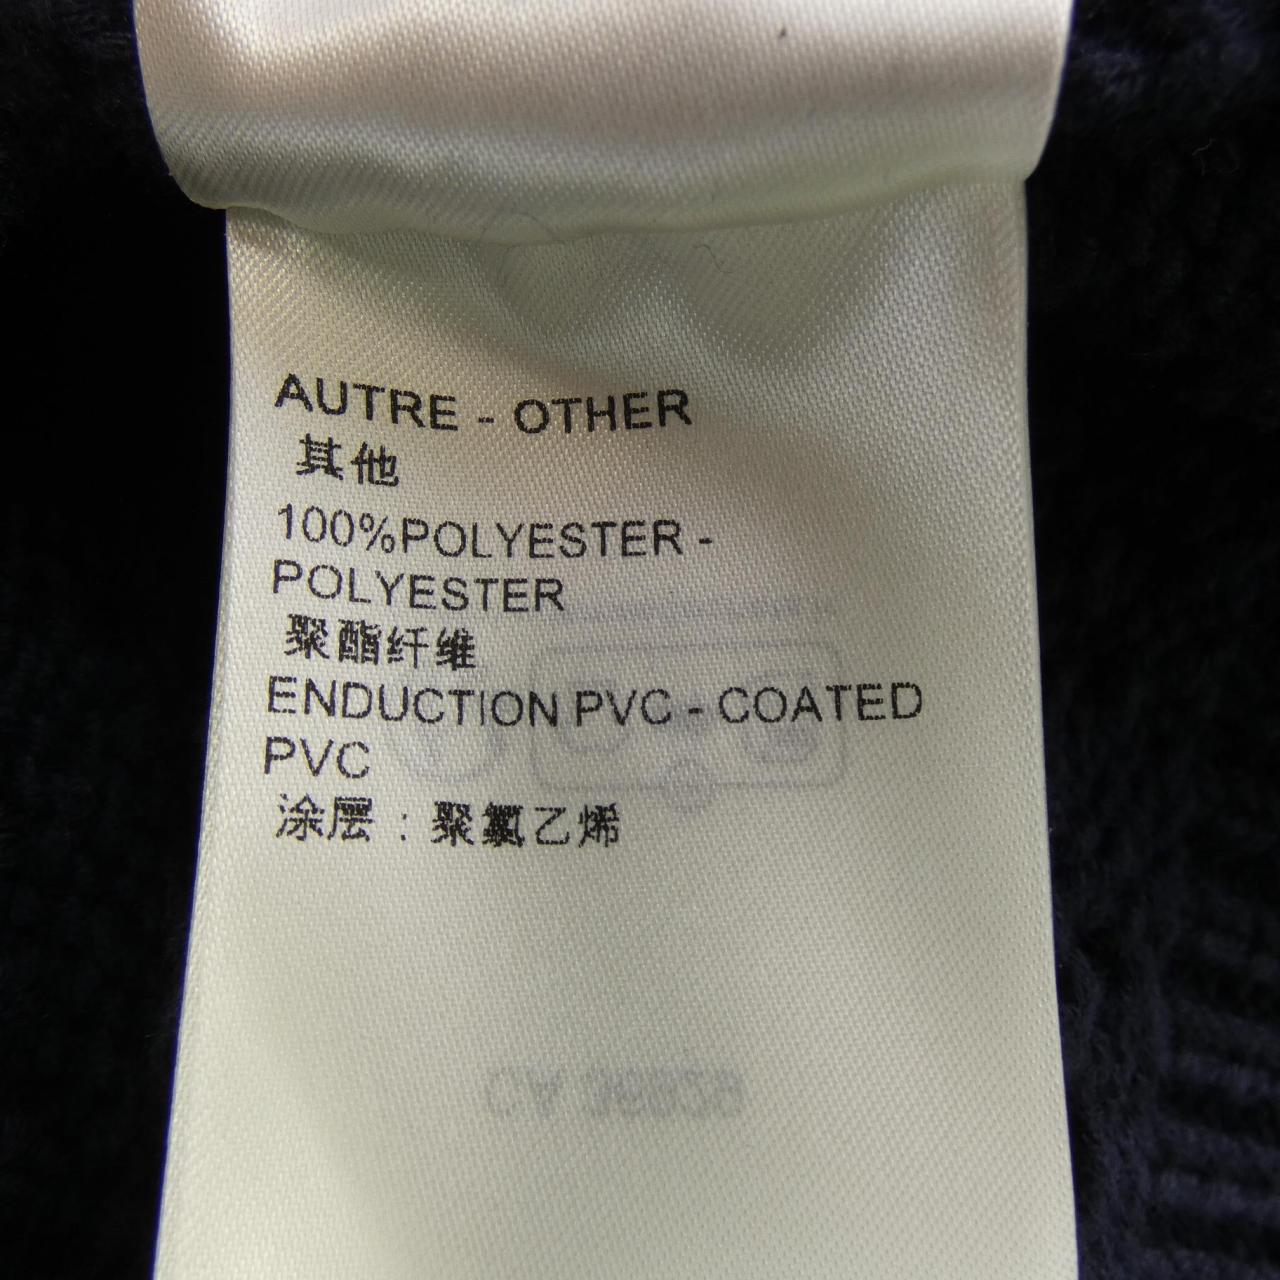 AUTRE - OTHER
其他
100%POLYESTER -
POLYESTER
聚酯纤维
ENDUCTION PVC - COATED
PVC
涂层：聚氯乙烯